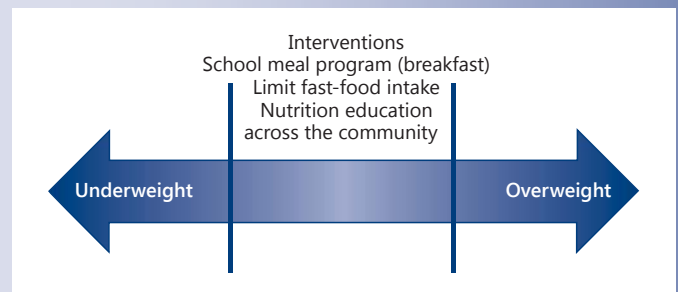 Interventions
School meal program (breakfast)
Limit fast-food intake
Nutrition education
across the community
Underweight
Overweight